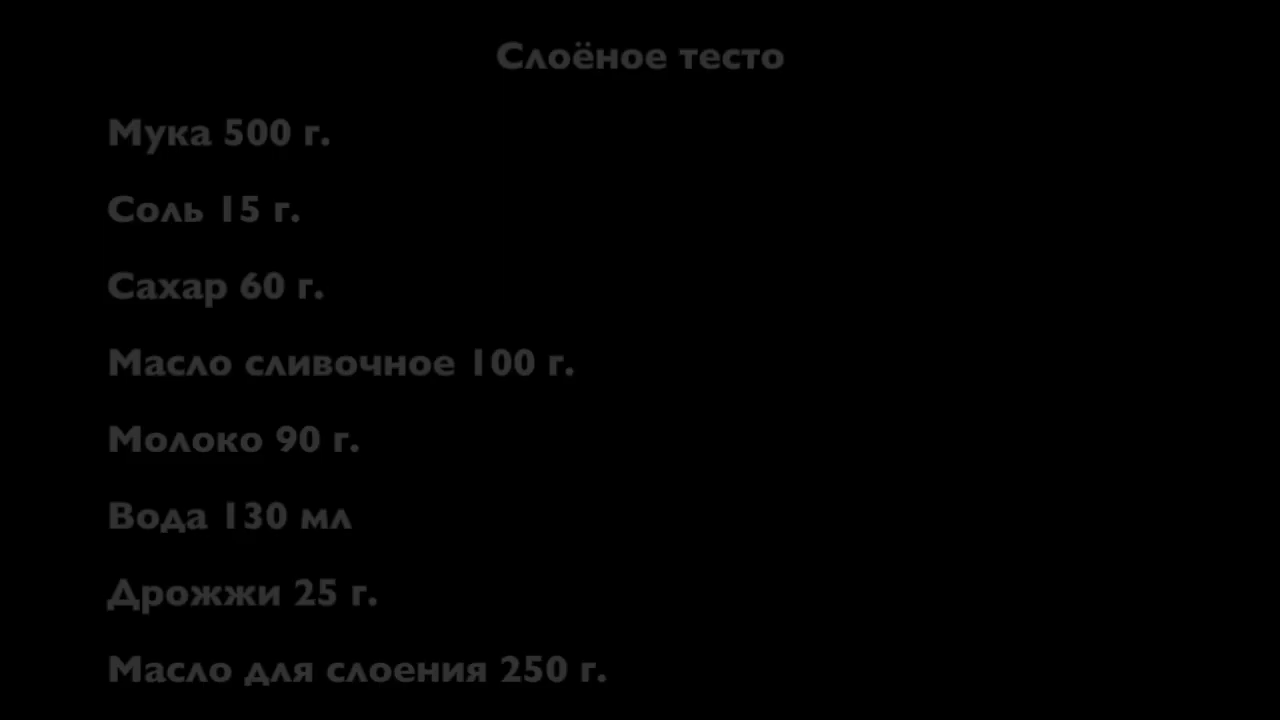 Слоёное тесто
Мука 500 г.
Соль 15 г.
Сахар 60 г.
Масло сливочное 100 г.
Молоко 90 г.
Вода 130 мл
Дрожжи 25 г.
Масло для слоения 250 г.